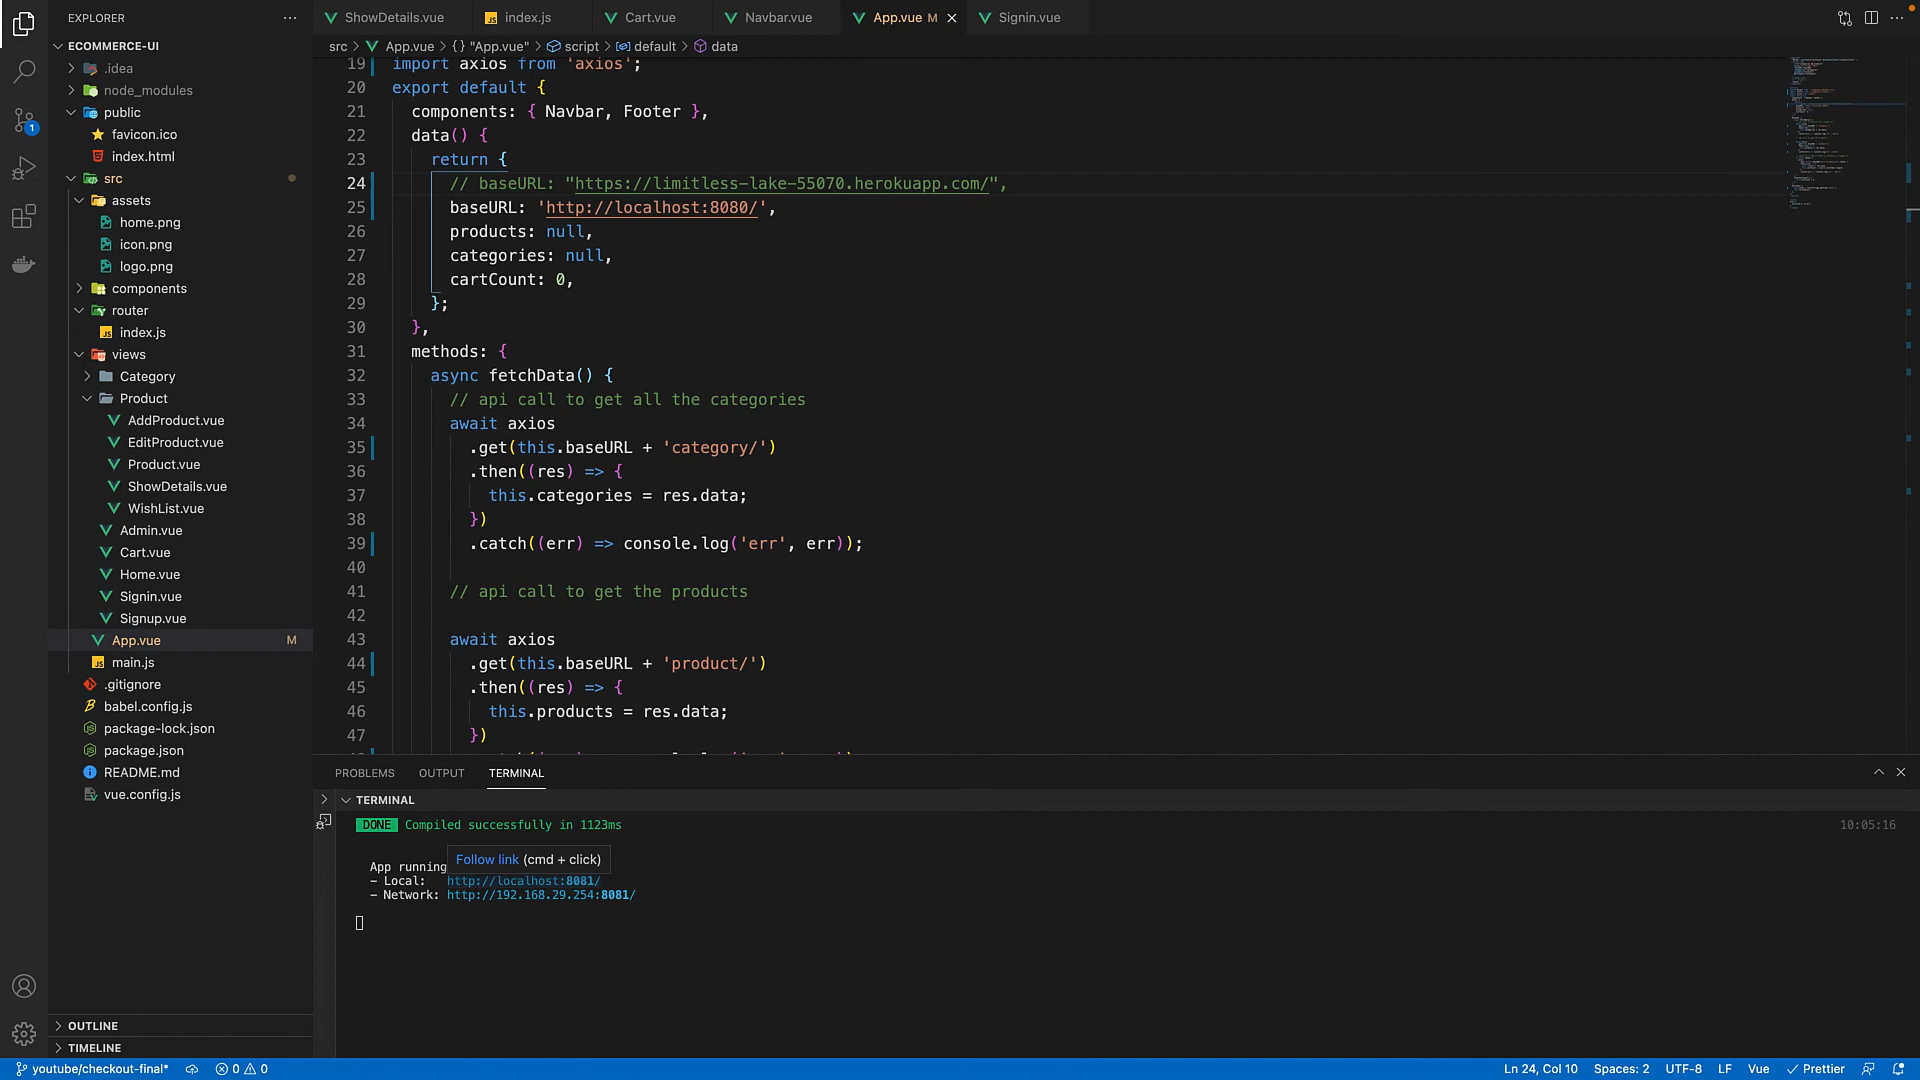 EXPLORER
ShowDetails.vue
index.js
Cart.vue
Navbar.vue
App.vue M
Signin.vue
src > App.vue > {} "App.vue" > script > default > data
ECOMMERCE-UI
.idea
node_modules
public
favicon.ico
index.html
src
assets
home.png
icon.png
logo.png
components
router
index.js
views
Category
Product
AddProduct.vue
EditProduct.vue
Product.vue
ShowDetails.vue
WishList.vue
Admin.vue
Cart.vue
Home.vue
Signin.vue
Signup.vue
App.vue M
main.js
.gitignore
babel.config.js
package-lock.json
package.json
README.md
vue.config.js
OUTLINE
TIMELINE
1
19 import axios from 'axios';
20 export default {
21 components: { Navbar, Footer },
22 data() {
23 return {
24 // baseURL: "https://limitless-lake-55070.herokuapp.com/",
25 baseURL: 'http://localhost:8080/',
26 products: null,
27 categories: null,
28 cartCount: 0,
29 };
30 },
31 methods: {
32 async fetchData() {
33 // api call to get all the categories
34 await axios
35 .get(this.baseURL + 'category/')
36 .then((res) => {
37 this.categories = res.data;
38 })
39 .catch((err) => console.log('err', err));
40
41 // api call to get the products
42
43 await axios
44 .get(this.baseURL + 'product/')
45 .then((res) => {
46 this.products = res.data;
47 })
PROBLEMS OUTPUT TERMINAL
TERMINAL
DONE Compiled successfully in 1123ms 10:05:16
Follow link (cmd + click)
App running
- Local: http://localhost:8081/
- Network: http://192.168.29.254:8081/
youtube/checkout-final* 0 0 Ln 24, Col 10 Spaces: 2 UTF-8 LF Vue Prettier